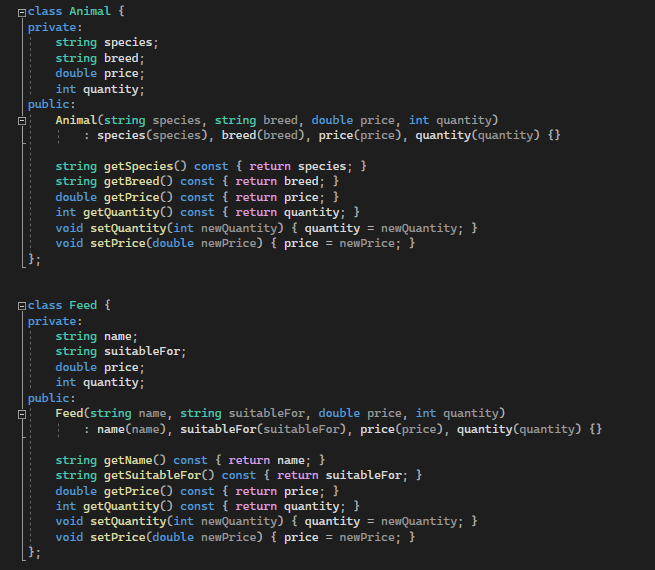 class Animal {
private:
    string species;
    string breed;
    double price;
    int quantity;
public:
    Animal(string species, string breed, double price, int quantity)
        : species(species), breed(breed), price(price), quantity(quantity) {}

    string getSpecies() const { return species; }
    string getBreed() const { return breed; }
    double getPrice() const { return price; }
    int getQuantity() const { return quantity; }
    void setQuantity(int newQuantity) { quantity = newQuantity; }
    void setPrice(double newPrice) { price = newPrice; }
};

class Feed {
private:
    string name;
    string suitableFor;
    double price;
    int quantity;
public:
    Feed(string name, string suitableFor, double price, int quantity)
        : name(name), suitableFor(suitableFor), price(price), quantity(quantity) {}

    string getName() const { return name; }
    string getSuitableFor() const { return suitableFor; }
    double getPrice() const { return price; }
    int getQuantity() const { return quantity; }
    void setQuantity(int newQuantity) { quantity = newQuantity; }
    void setPrice(double newPrice) { price = newPrice; }
};